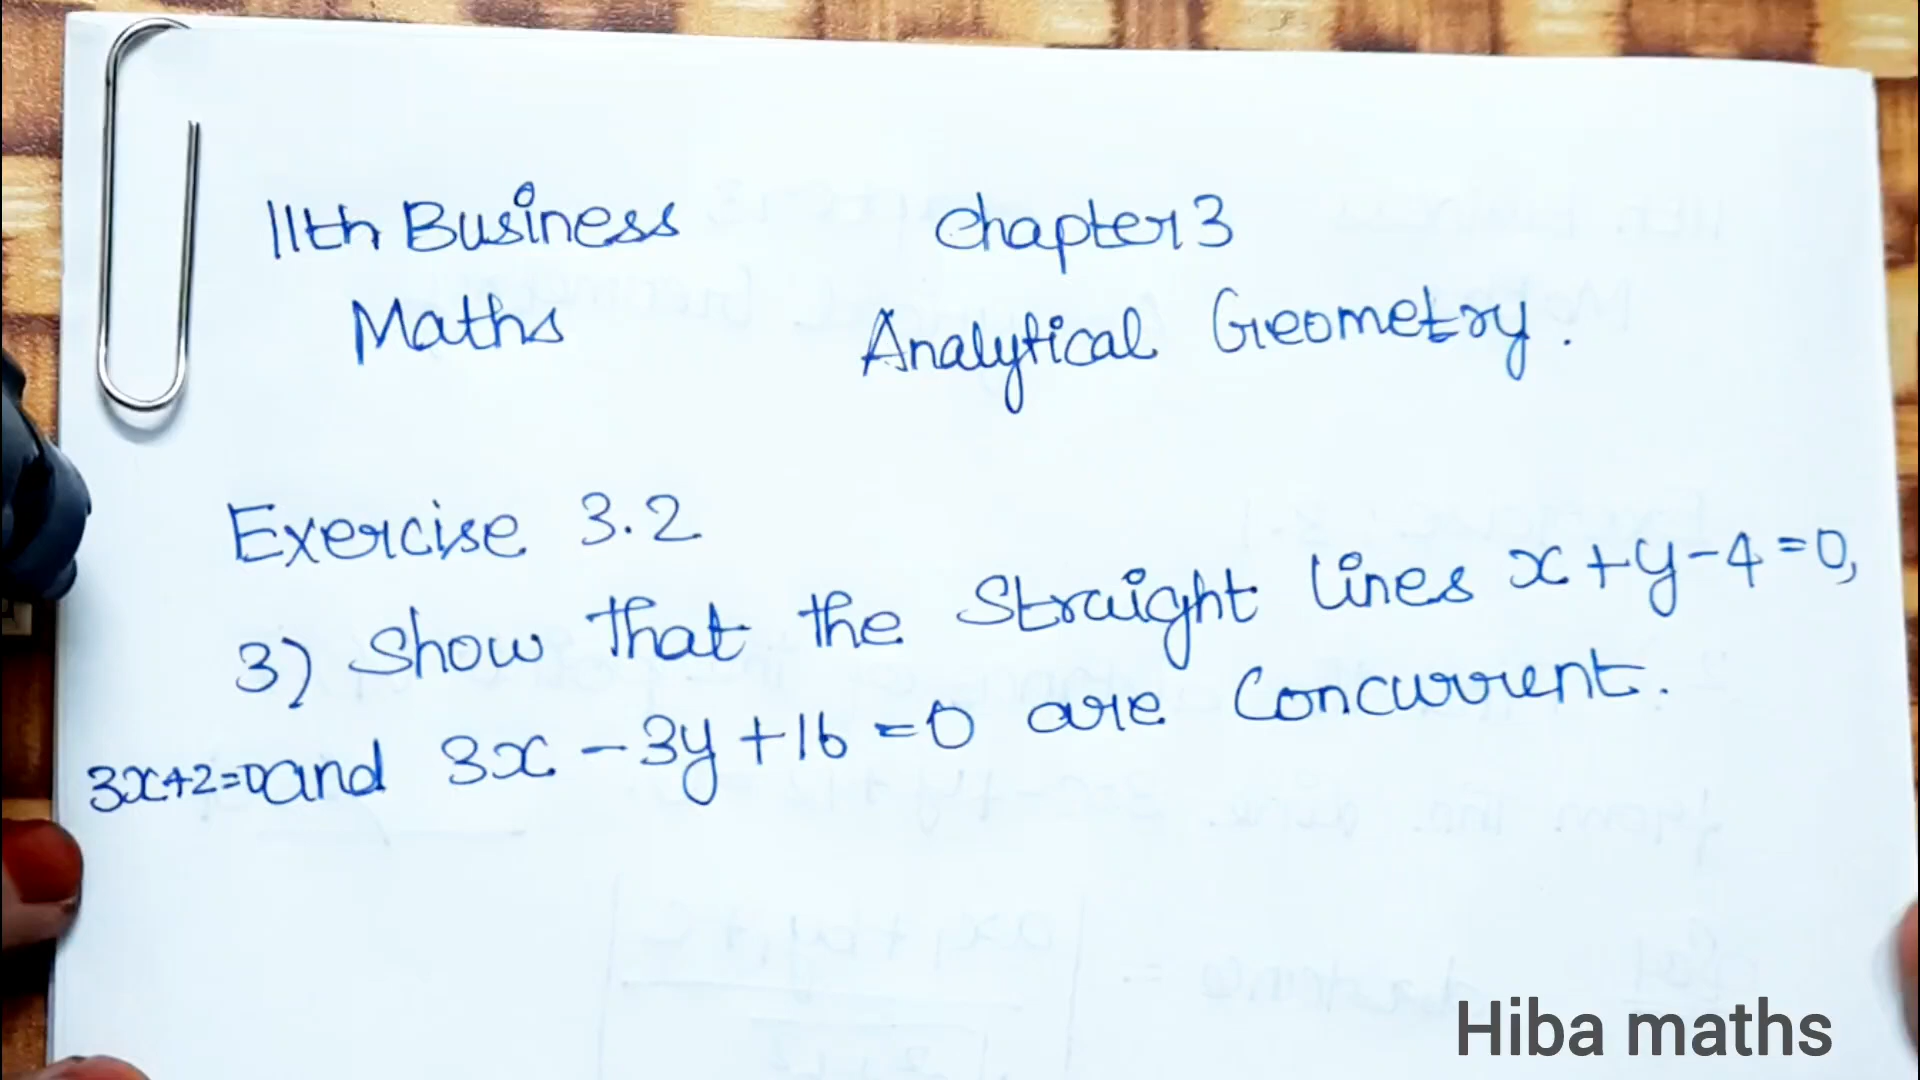 11th Business Chapter 3
Maths Analytical Geometry.
Exercise 3.2
3) Show that the Straight lines x+y-4=0,
3x+2=0 and 3x-3y+16=0 are Concurrent.
Hiba maths